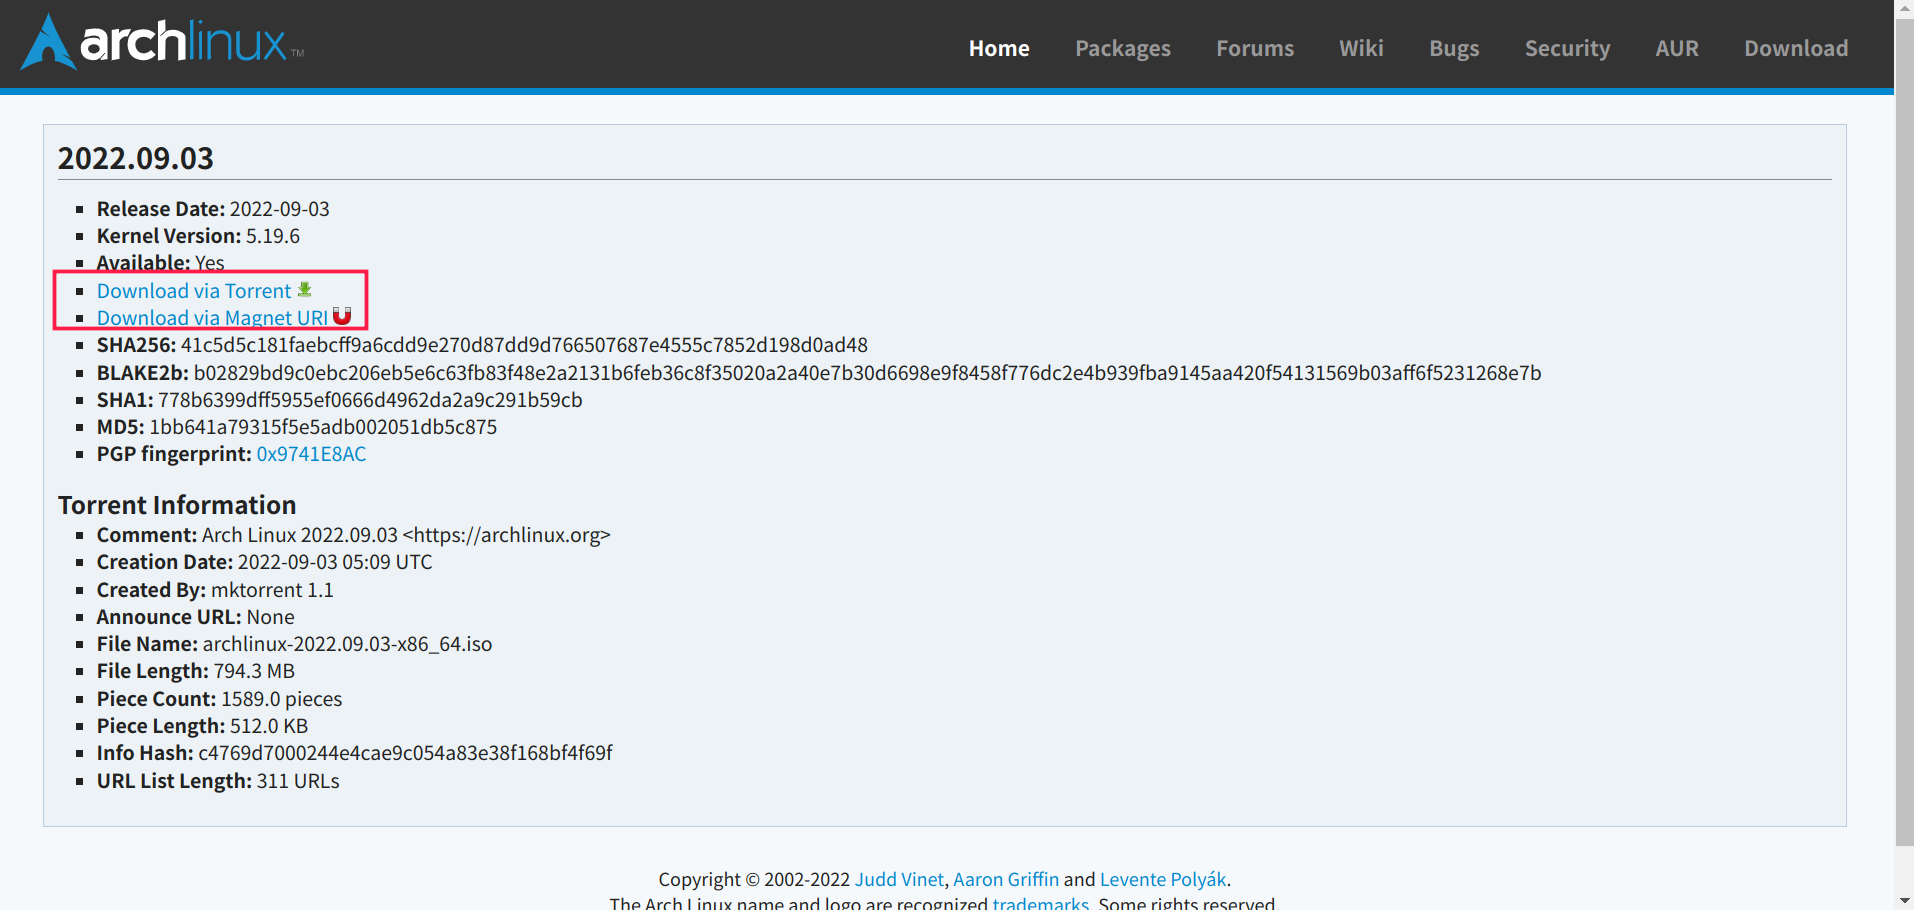 archlinux™
Home Packages Forums Wiki Bugs Security AUR Download
2022.09.03
Release Date: 2022-09-03
Kernel Version: 5.19.6
Available: Yes
Download via Torrent
Download via Magnet URI
SHA256: 41c5d5c181faebcff9a6cdd9e270d87dd9d766507687e4555c7852d198d0ad48
BLAKE2b: b02829bd9c0ebc206eb5e6c63fb83f48e2a2131b6feb36c8f35020a2a40e7b30d6698e9f8458f776dc2e4b939fba9145aa420f54131569b03aff6f5231268e7b
SHA1: 778b6399dff5955ef0666d4962da2a9c291b59cb
MD5: 1bb641a79315f5e5adb002051db5c875
PGP fingerprint: 0x9741E8AC
Torrent Information
Comment: Arch Linux 2022.09.03 <https://archlinux.org>
Creation Date: 2022-09-03 05:09 UTC
Created By: mktorrent 1.1
Announce URL: None
File Name: archlinux-2022.09.03-x86_64.iso
File Length: 794.3 MB
Piece Count: 1589.0 pieces
Piece Length: 512.0 KB
Info Hash: c4769d7000244e4cae9c054a83e38f168bf4f69f
URL List Length: 311 URLs
Copyright © 2002-2022 Judd Vinet, Aaron Griffin and Levente Polyák.
The Arch Linux name and logo are recognized trademarks. Some rights reserved.